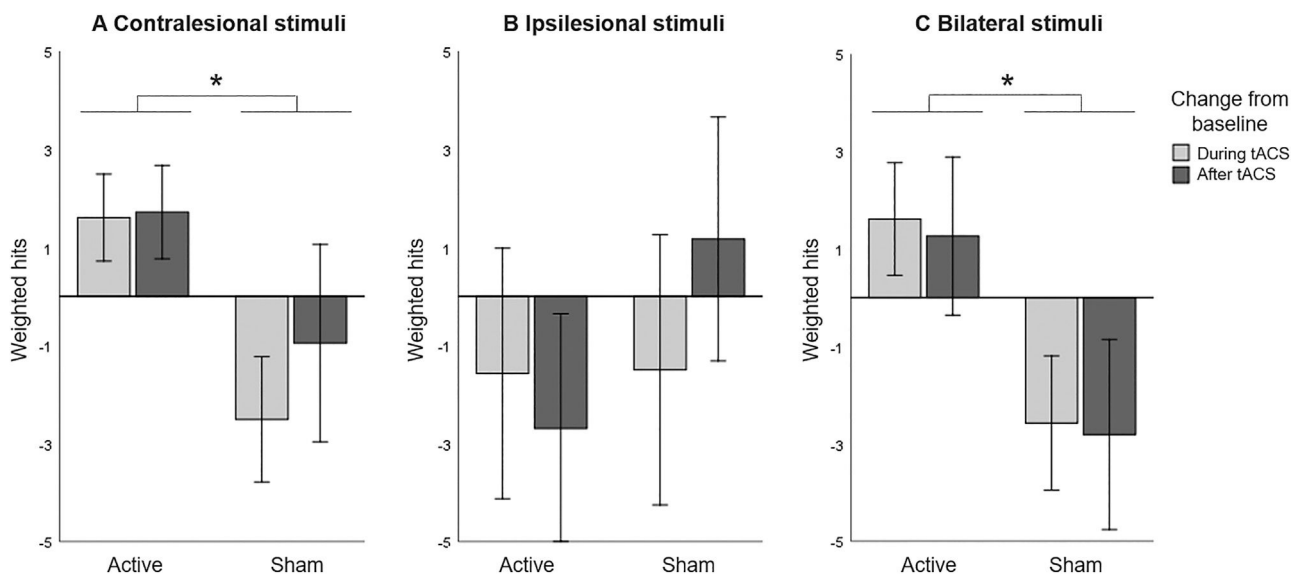 A Contralesional stimuli
5
3
1
-1
-3
-5
Weighted hits
*
Active
Sham
B Ipsilesional stimuli
5
3
1
-1
-3
-5
Weighted hits
Active
Sham
C Bilateral stimuli
5
3
1
-1
-3
-5
Weighted hits
*
Active
Sham
Change from
baseline
During tACS
After tACS